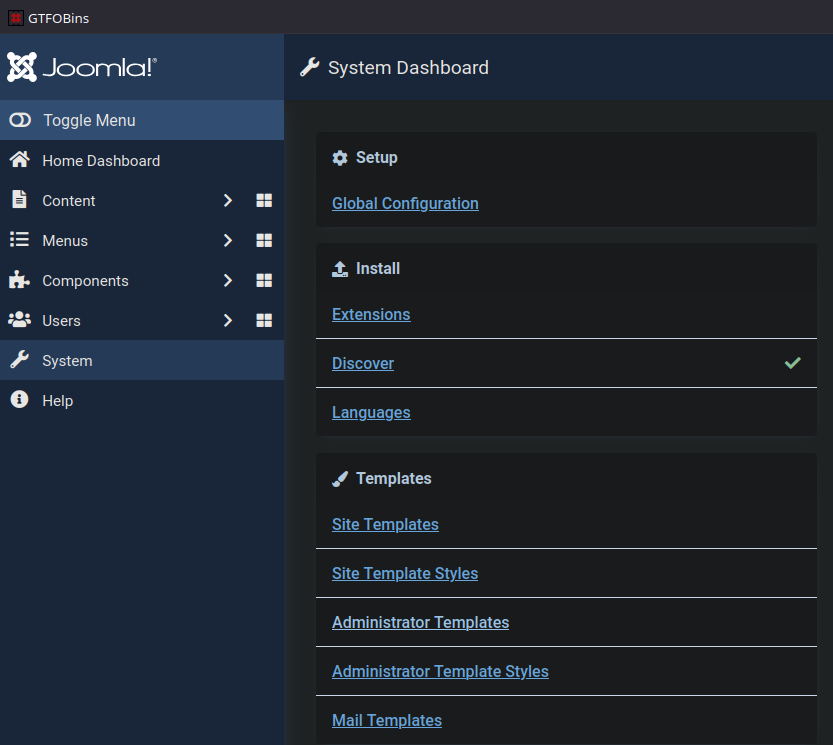 GTFOBins
Joomla!®
System Dashboard
Toggle Menu
Home Dashboard
Content
Menus
Components
Users
System
Help
Setup
Global Configuration
Install
Extensions
Discover
Languages
Templates
Site Templates
Site Template Styles
Administrator Templates
Administrator Template Styles
Mail Templates